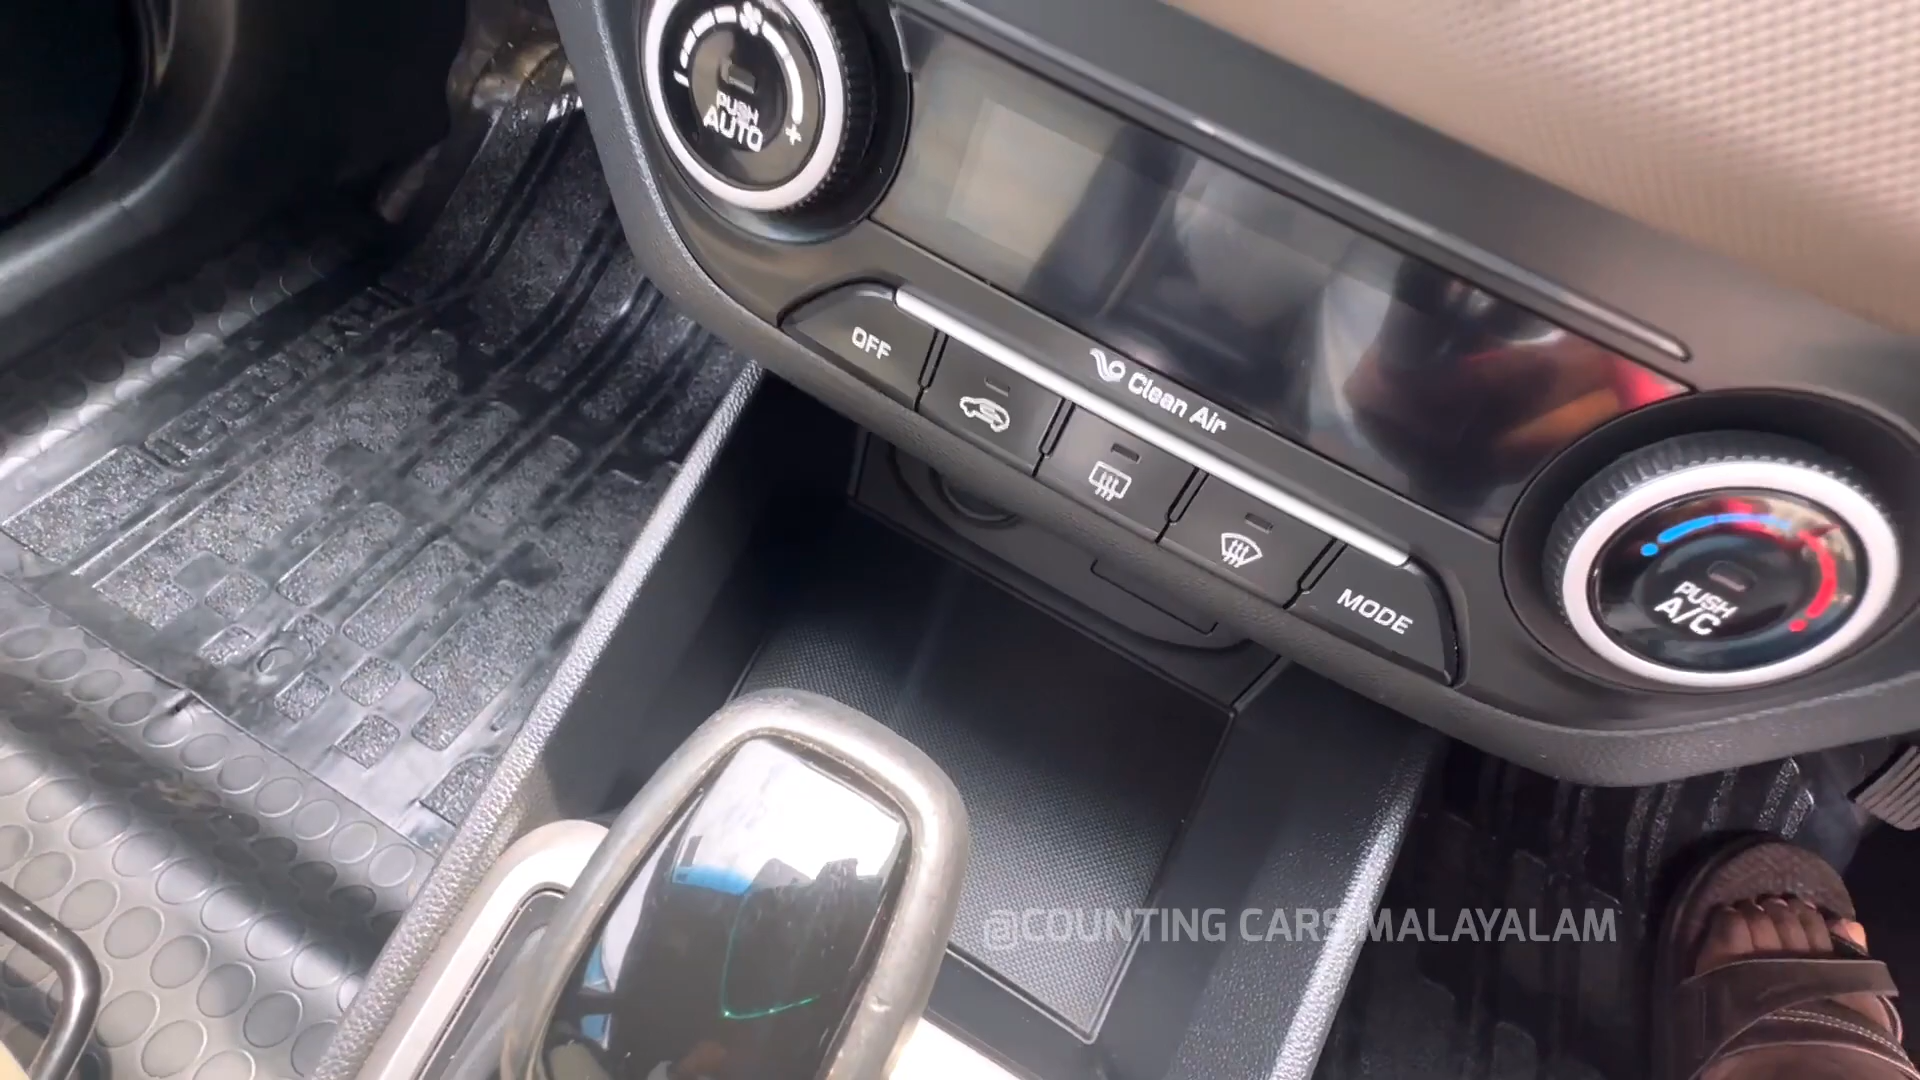 PUSH
AUTO
OFF
Clean Air
MODE
PUSH
A/C
@COUNTING CARS MALAYALAM